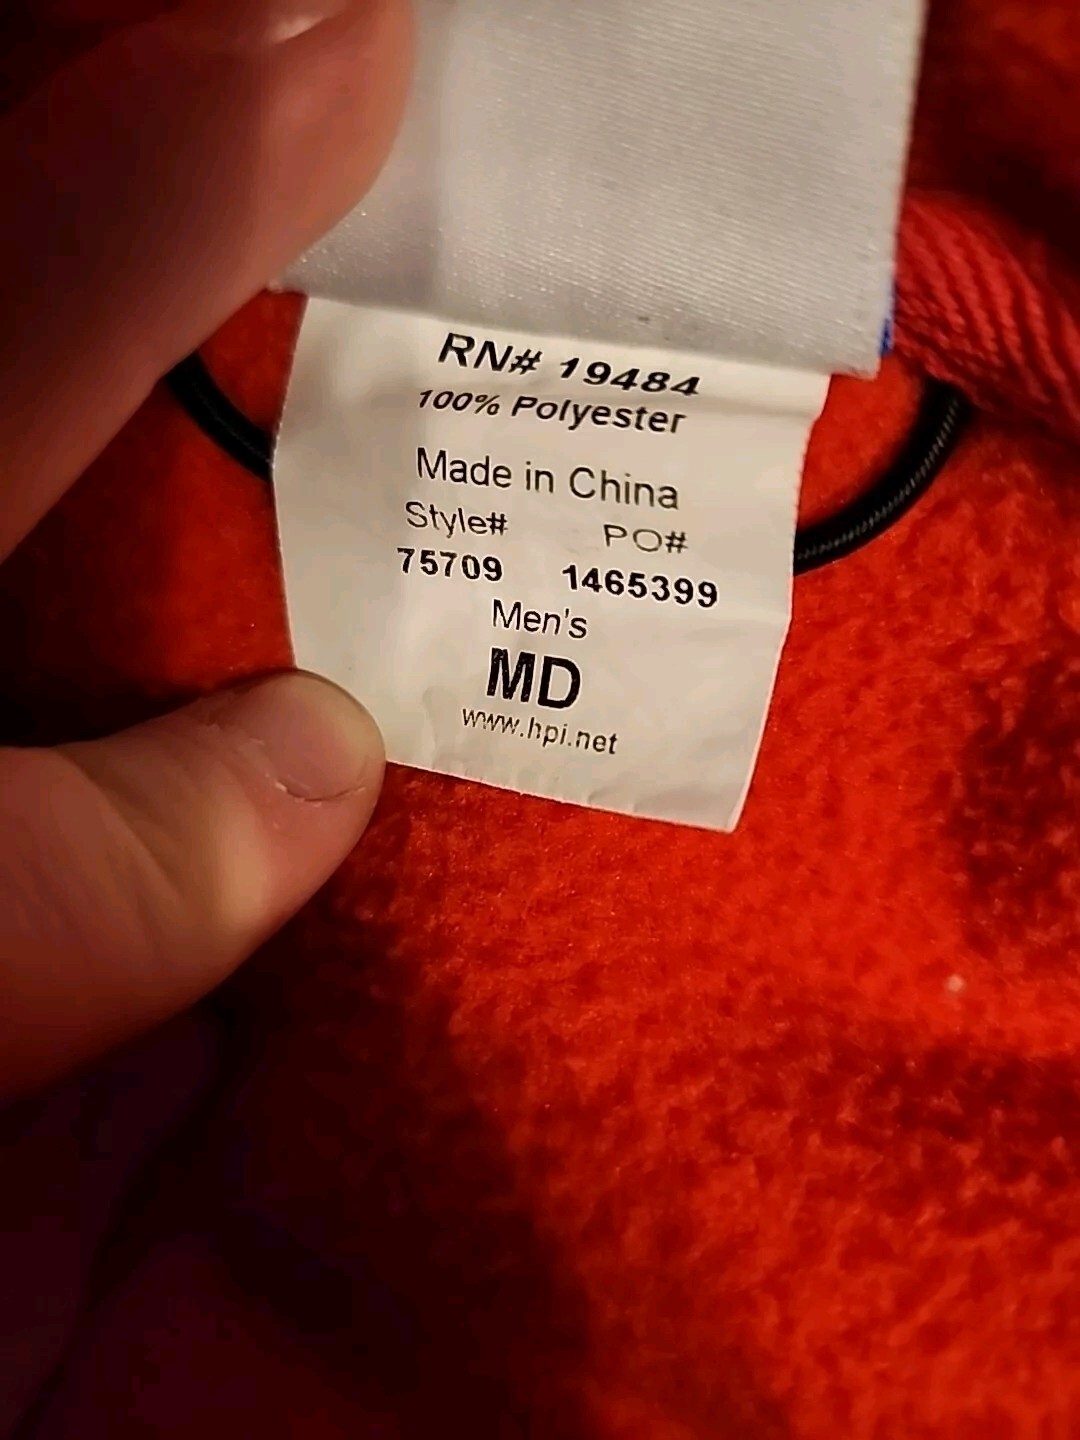 RN# 19484
100% Polyester
Made in China
Style# PO#
75709 1465399
Men's
MD
www.hpi.net